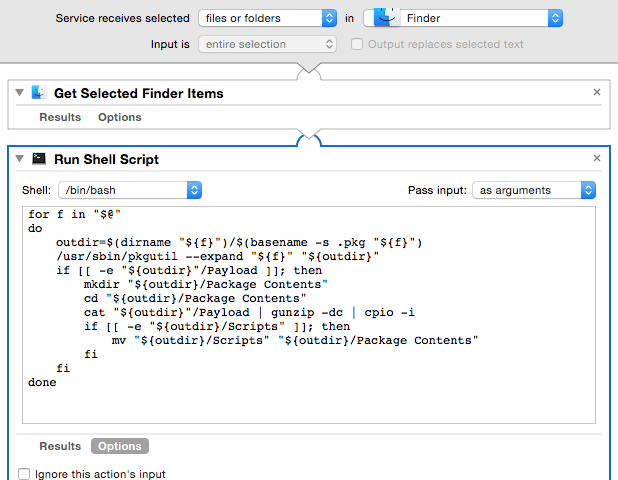 Service receives selected files or folders in Finder
Input is entire selection Output replaces selected text
Get Selected Finder Items
Results Options
Run Shell Script
Shell: /bin/bash Pass input: as arguments
for f in "$@"
do
    outdir=$(dirname "${f}")/$(basename -s .pkg "${f}")
    /usr/sbin/pkgutil --expand "${f}" "${outdir}"
    if [[ -e "${outdir}"/Payload ]]; then
        mkdir "${outdir}/Package Contents"
        cd "${outdir}/Package Contents"
        cat "${outdir}"/Payload | gunzip -dc | cpio -i
        if [[ -e "${outdir}/Scripts" ]]; then
            mv "${outdir}/Scripts" "${outdir}/Package Contents"
        fi
    fi
done
Results Options
Ignore this action's input